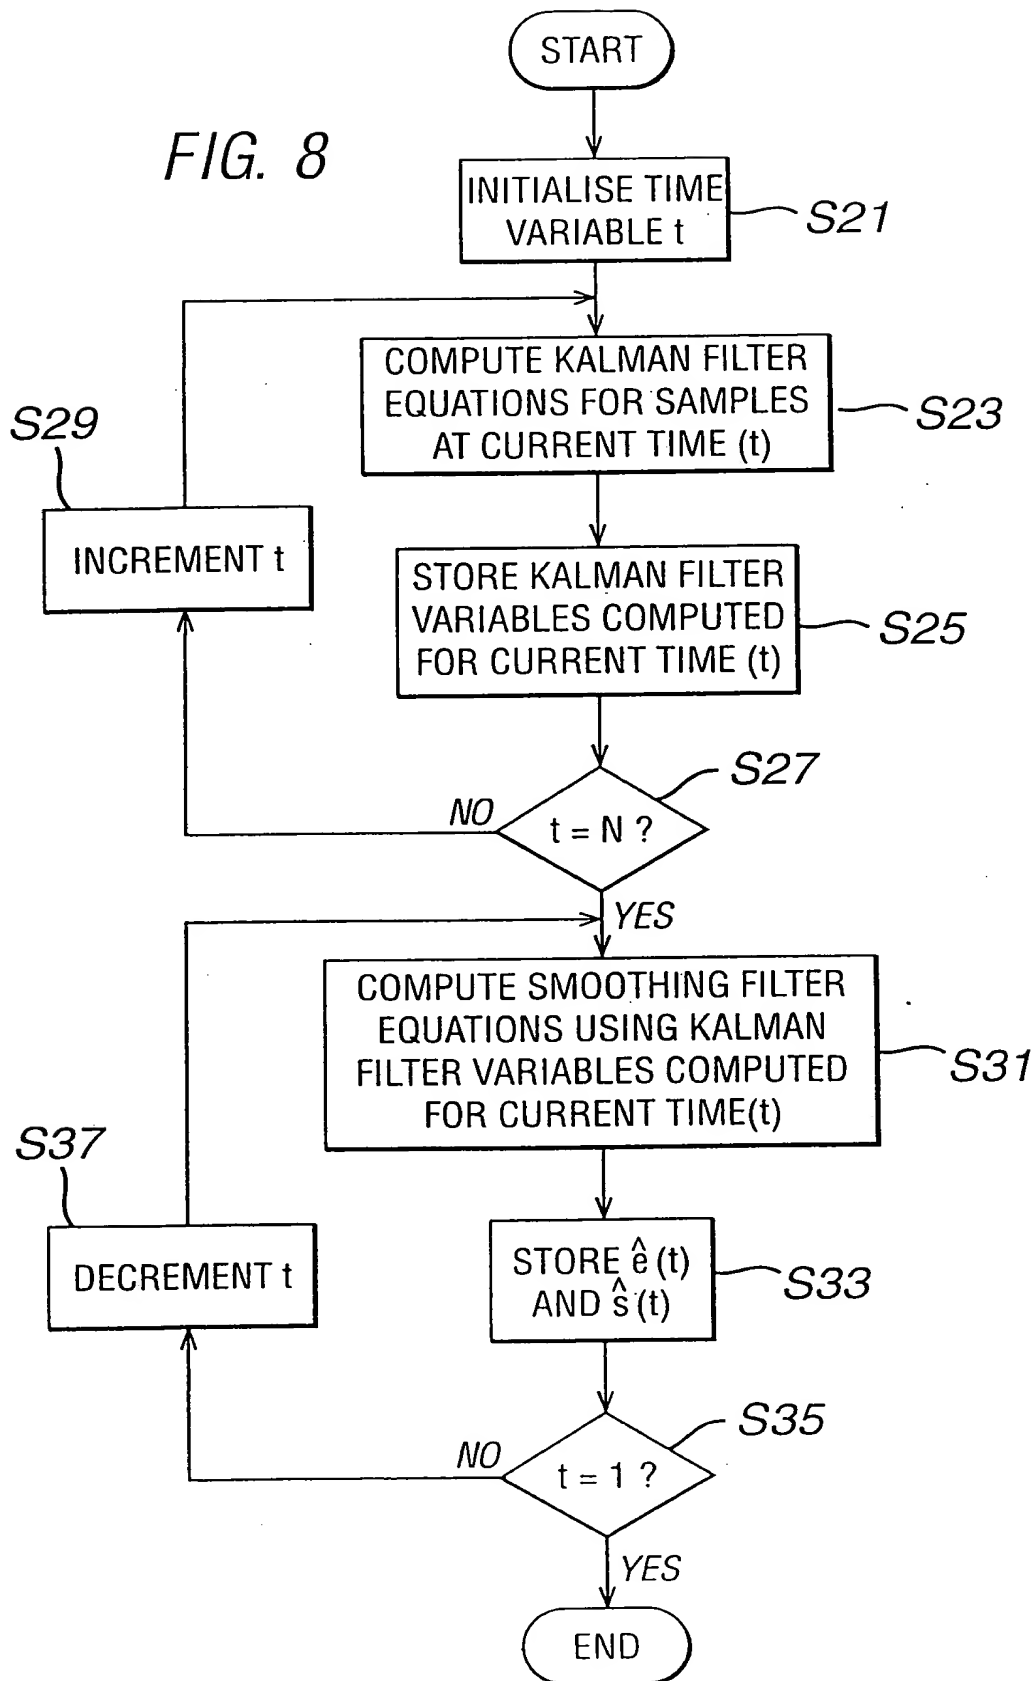 START
FIG. 8
INITIALISE TIME
VARIABLE t
S21
COMPUTE KALMAN FILTER
EQUATIONS FOR SAMPLES
AT CURRENT TIME (t)
S23
S29
INCREMENT t
STORE KALMAN FILTER
VARIABLES COMPUTED
FOR CURRENT TIME (t)
S25
S27
NO
t = N ?
YES
COMPUTE SMOOTHING FILTER
EQUATIONS USING KALMAN
FILTER VARIABLES COMPUTED
FOR CURRENT TIME(t)
S31
S37
DECREMENT t
STORE ê (t)
AND ŝ (t)
S33
S35
NO
t = 1 ?
YES
END